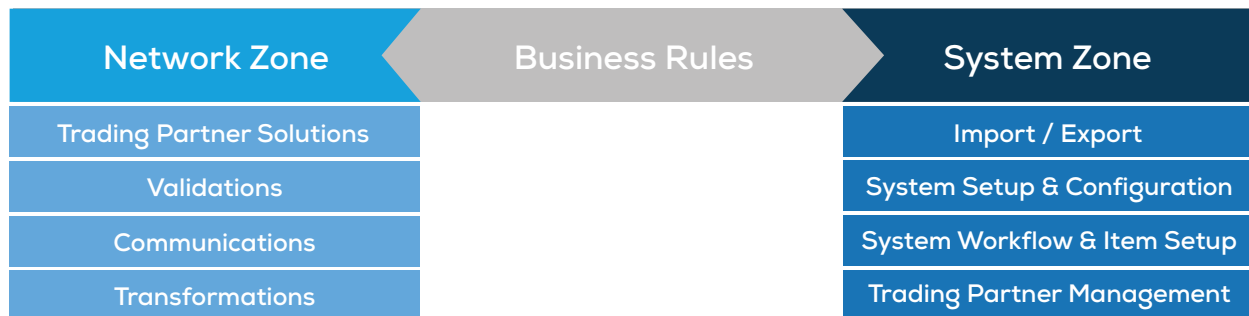 Network Zone
Business Rules
System Zone
Trading Partner Solutions
Import / Export
Validations
System Setup & Configuration
Communications
System Workflow & Item Setup
Transformations
Trading Partner Management